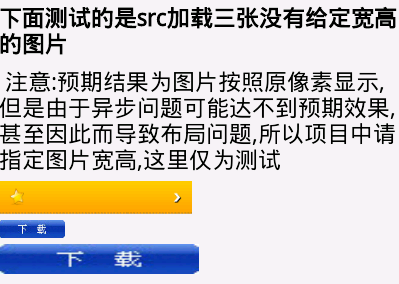 下面测试的是src加载三张没有给定宽高
的图片
注意:预期结果为图片按照原像素显示,
但是由于异步问题可能达不到预期效果,
甚至因此而导致布局问题,所以项目中请
指定图片宽高,这里仅为测试
下 载
下 载